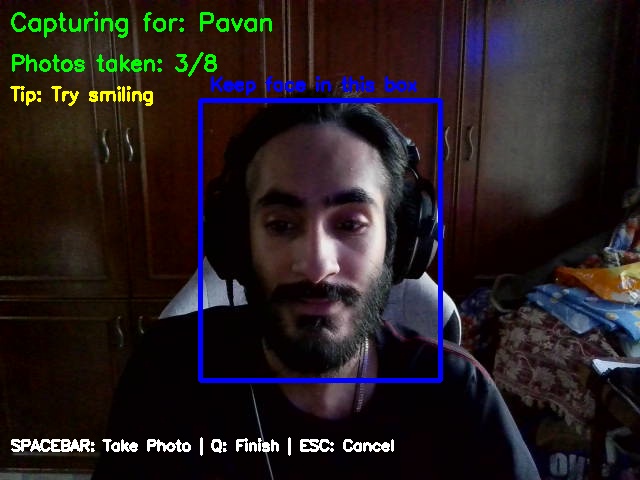 Capturing for: Pavan
Photos taken: 3/8
Keep face in this box
Tip: Try smiling
SPACEBAR: Take Photo | Q: Finish | ESC: Cancel